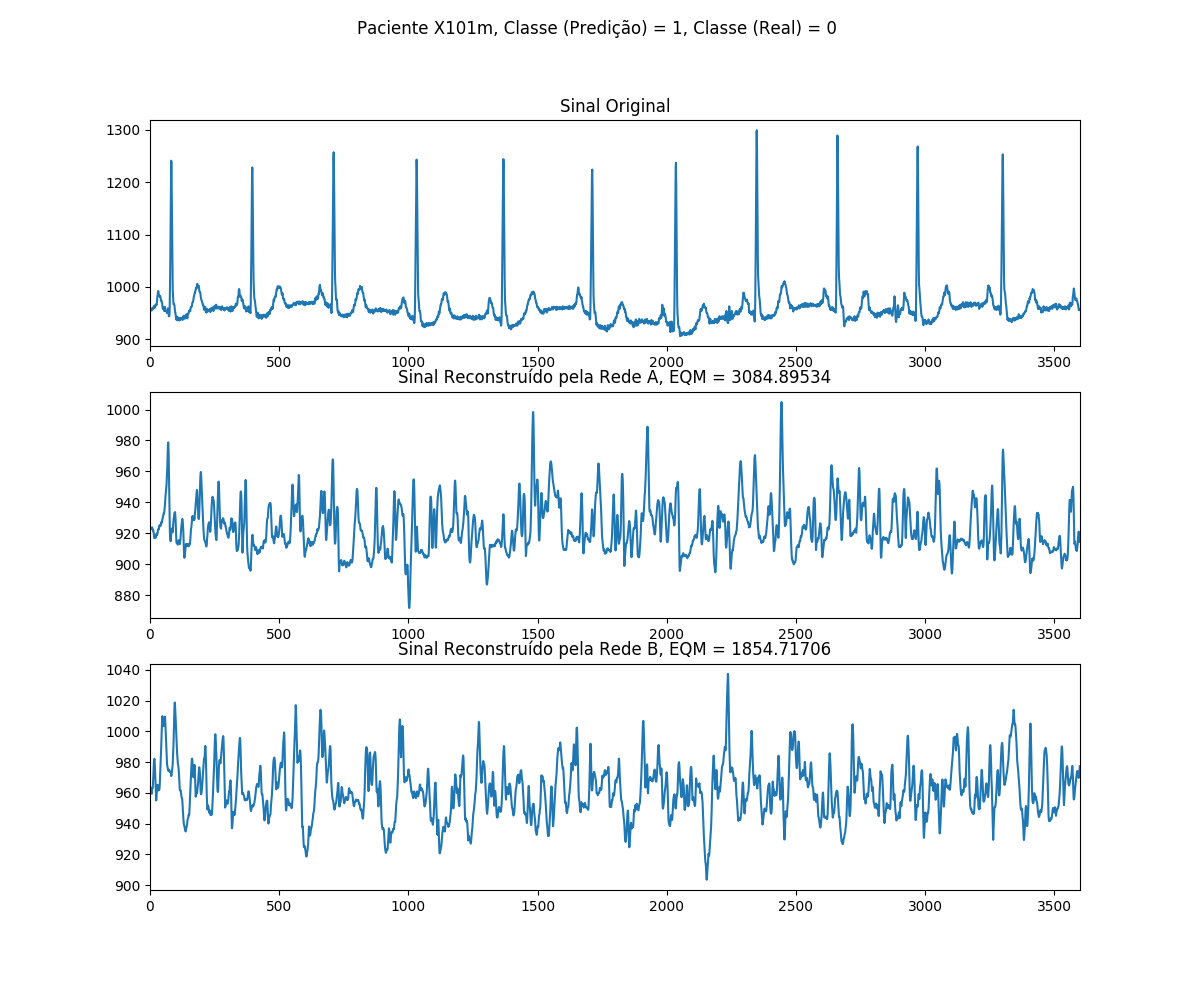 Paciente X101m, Classe (Predição) = 1, Classe (Real) = 0
Sinal Original
1300
1200
1100
1000
900
0 500 1000 1500 2000 2500 3000 3500
Sinal Reconstruído pela Rede A, EQM = 3084.89534
1000
980
960
940
920
900
880
0 500 1000 1500 2000 2500 3000 3500
Sinal Reconstruído pela Rede B, EQM = 1854.71706
1040
1020
1000
980
960
940
920
900
0 500 1000 1500 2000 2500 3000 3500